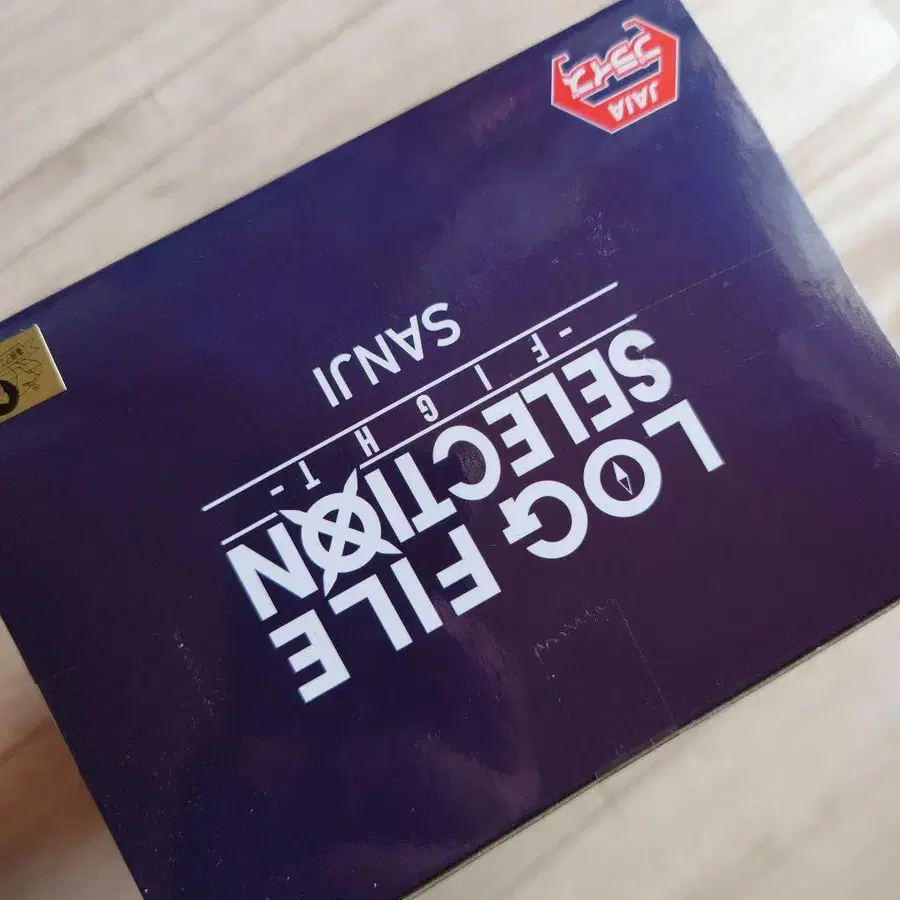 LOG FILE
SELECTION
-FIGHT-
SANJI
JAIA
プライズ